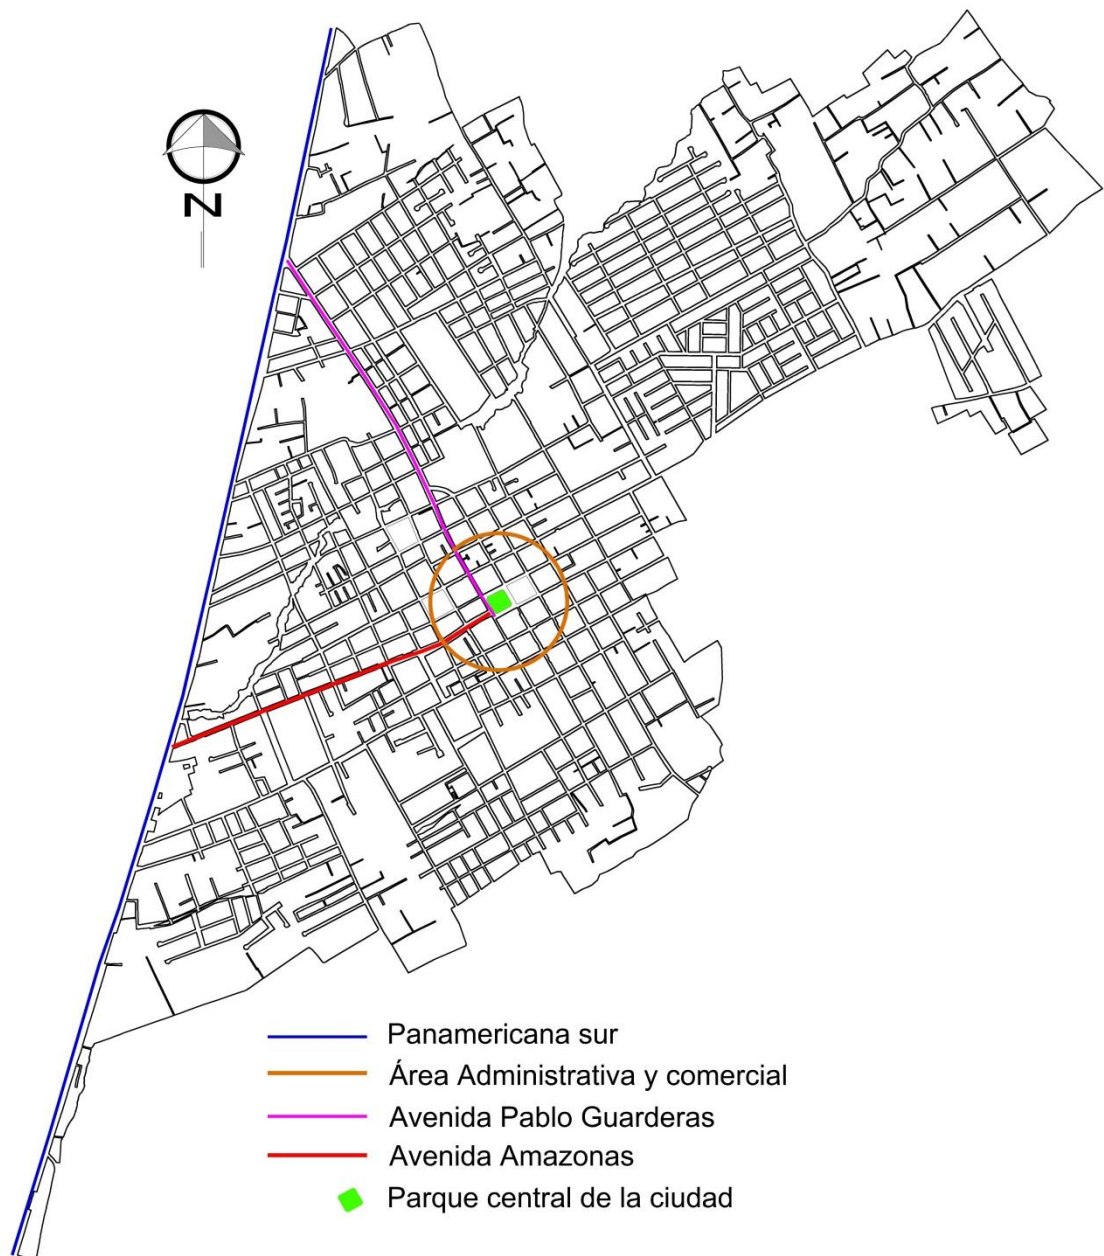 N
Panamericana sur
Área Administrativa y comercial
Avenida Pablo Guarderas
Avenida Amazonas
Parque central de la ciudad